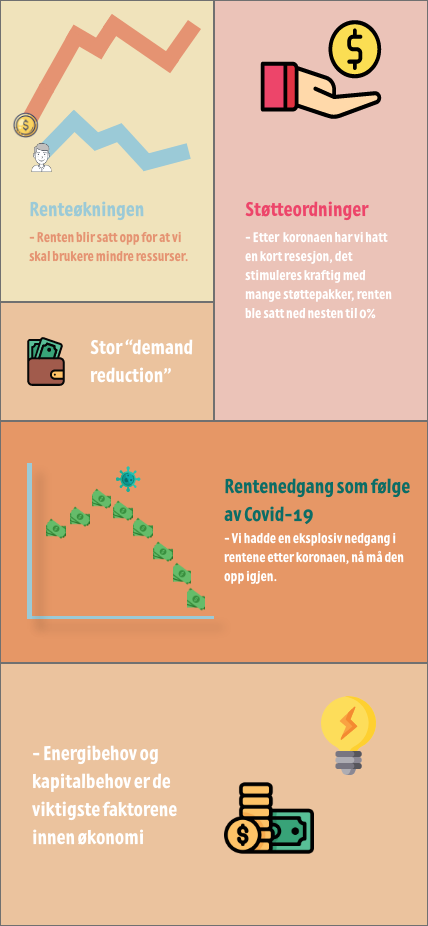 Renteøkningen
- Renten blir satt opp for at vi
skal brukere mindre ressurser.
Støtteordninger
- Etter koronaen har vi hatt
en kort resesjon, det
stimuleres kraftig med
mange støttepakker, renten
ble satt ned nesten til 0%
Stor "demand
reduction"
Rentenedgang som følge
av Covid-19
- Vi hadde en eksplosiv nedgang i
rentene etter koronaen, nå må den
opp igjen.
- Energibehov og
kapitalbehov er de
viktigste faktorene
innen økonomi